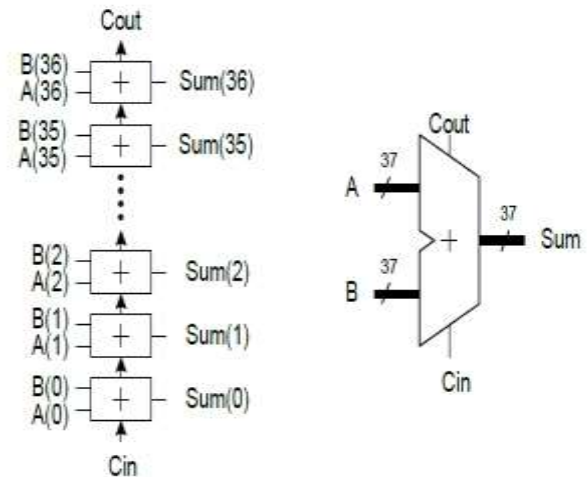 Cout
B(36)
A(36)
+
Sum(36)
B(35)
A(35)
+
Sum(35)
B(2)
A(2)
+
Sum(2)
B(1)
A(1)
+
Sum(1)
B(0)
A(0)
+
Sum(0)
Cin
Cout
37
A
37
B
+
37
Sum
Cin